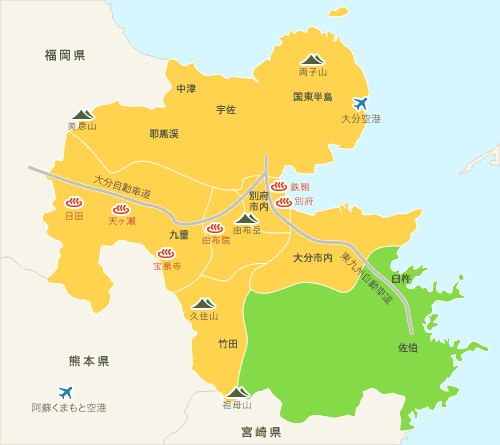 福岡県
両子山
中津
国東半島
宇佐
大分空港
英彦山
耶馬渓
大分自動車道
鉄輪
別府
市内
別府
日田
天ヶ瀬
由布岳
九重
由布院
宝泉寺
大分市内
東九州自動車道
臼杵
久住山
竹田
佐伯
熊本県
祖母山
阿蘇くまもと空港
宮崎県